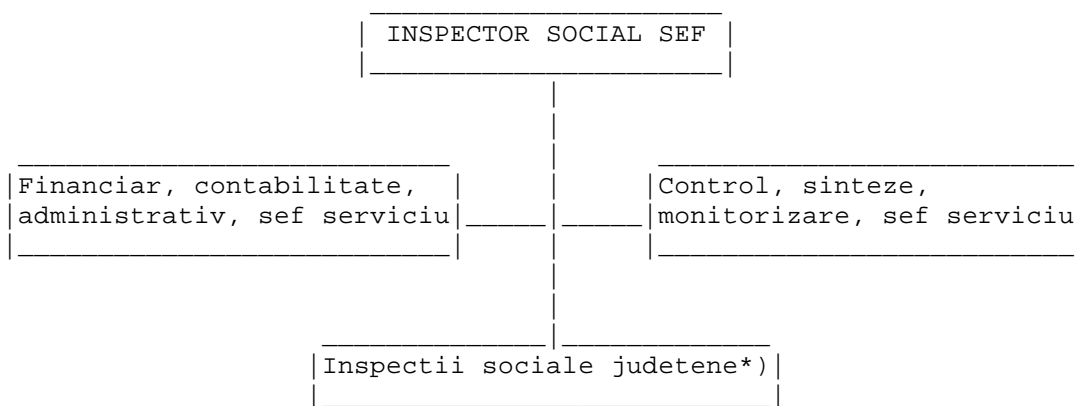 INSPECTOR SOCIAL SEF
Financiar, contabilitate,
administrativ, sef serviciu
Control, sinteze,
monitorizare, sef serviciu
Inspectii sociale judetene*)